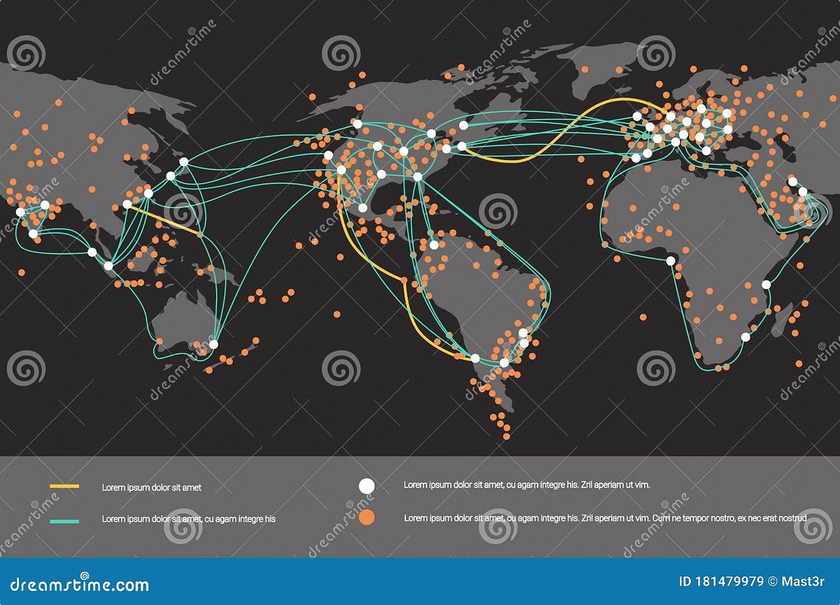 Lorem ipsum dolor sit amet
Lorem ipsum dolor sit amet, cu agam integre his
Lorem ipsum dolor sit amet, cu agam integre his. Zril aperiam ut vim.
Lorem ipsum dolor sit amet, cu agam integre his. Zril aperiam ut vim. Cum ne tempor nostro, ex nec erat nostrud
dreamstime
dreamstime.com
ID 181479979 © Mast3r